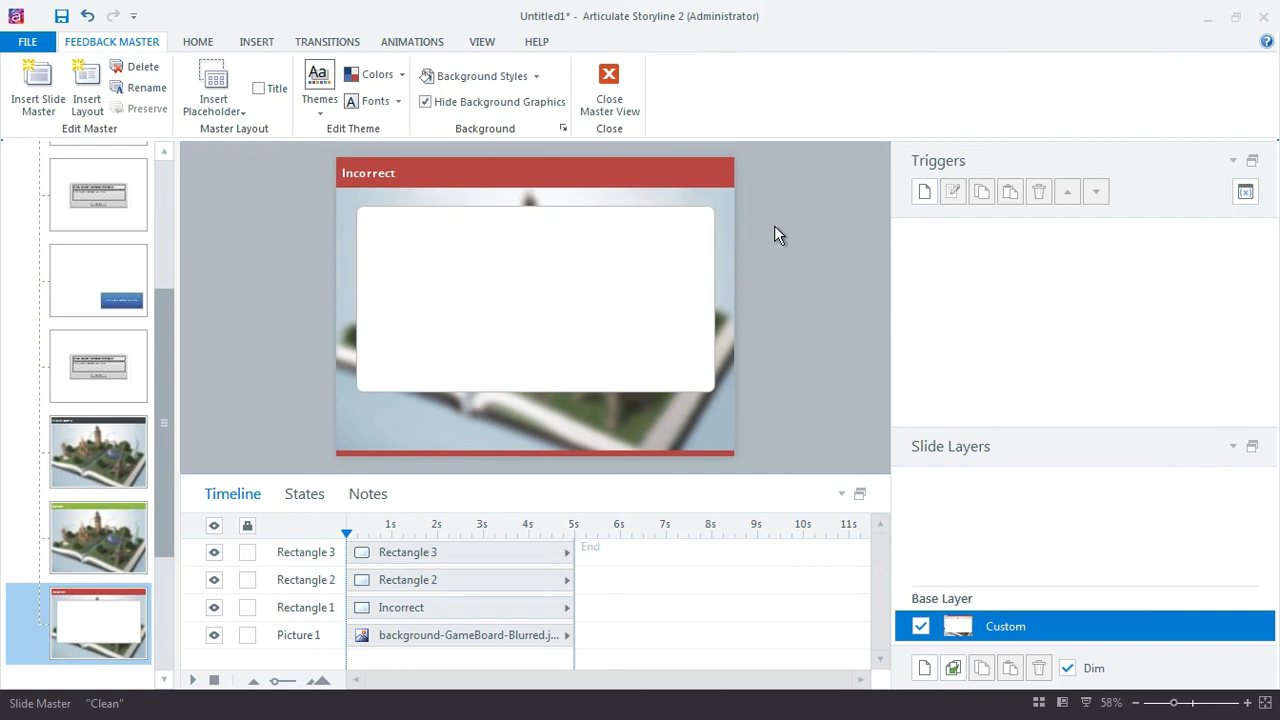 Untitled1* - Articulate Storyline 2 (Administrator)
FILE FEEDBACK MASTER HOME INSERT TRANSITIONS ANIMATIONS VIEW HELP
Insert Slide Master
Insert Layout
Delete
Rename
Preserve
Edit Master
Insert Placeholder
Title
Master Layout
Themes
Colors
Fonts
Edit Theme
Background Styles
Hide Background Graphics
Background
Close Master View
Close
Incorrect
Triggers
Slide Layers
Base Layer
Custom
Dim
Timeline States Notes
1s 2s 3s 4s 5s 6s 7s 8s 9s 10s 11s
End
Rectangle 3 Rectangle 3
Rectangle 2 Rectangle 2
Rectangle 1 Incorrect
Picture 1 background-GameBoard-Blurred.j...
Slide Master "Clean" 58%